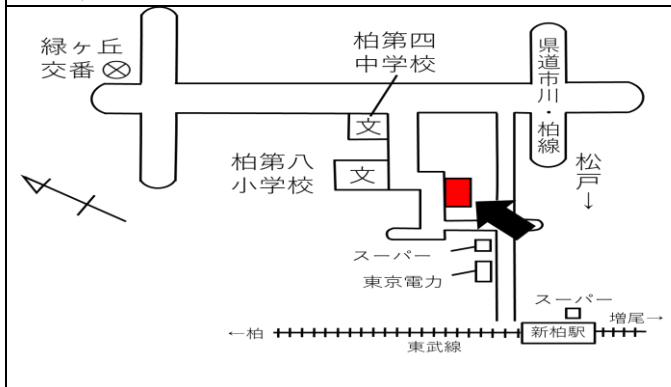 緑ヶ丘
交番
柏第四
中学校
県道市川・柏線
文
柏第八
小学校
文
松戸↓
スーパー
東京電力
スーパー
←柏
新柏駅
増尾→
東武線